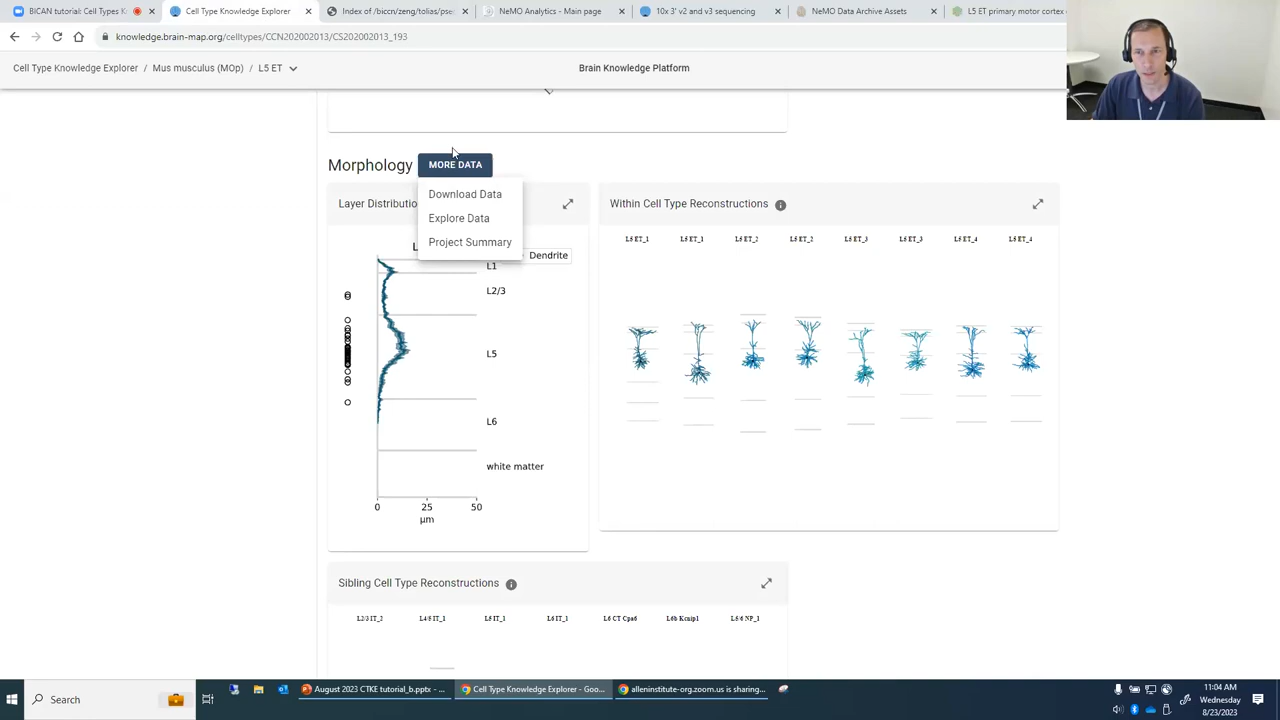 BiCAN tutorial: Cell Types K
Cell Type Knowledge Explorer
Index of /biccn/zeng/tolias/pse
NeMO Analytics - Main page
10x 3' v2 and v3 sequencing
NeMO Data Archive Assets
L5 ET primary motor cortex
knowledge.brain-map.org/celltypes/CCN202002013/CS202002013_193
Cell Type Knowledge Explorer / Mus musculus (MOp) / L5 ET
Brain Knowledge Platform
Morphology
MORE DATA
Download Data
Explore Data
Project Summary
Layer Distributio
L
Dendrite
L1
L2/3
L5
L6
white matter
0 25 50
µm
Within Cell Type Reconstructions
L5 ET_1 L5 ET_1 L5 ET_2 L5 ET_2 L5 ET_3 L5 ET_3 L5 ET_4 L5 ET_4
Sibling Cell Type Reconstructions
L2/3 IT_2 L4/5 IT_1 L5 IT_1 L6 IT_1 L6 CT Cpa6 L6b Kcnip1 L5/6 NP_1
Search
August 2023 CTKE tutorial_b.pptx - ...
Cell Type Knowledge Explorer - Goo...
alleninstitute-org.zoom.us is sharing...
11:04 AM
Wednesday
8/23/2023